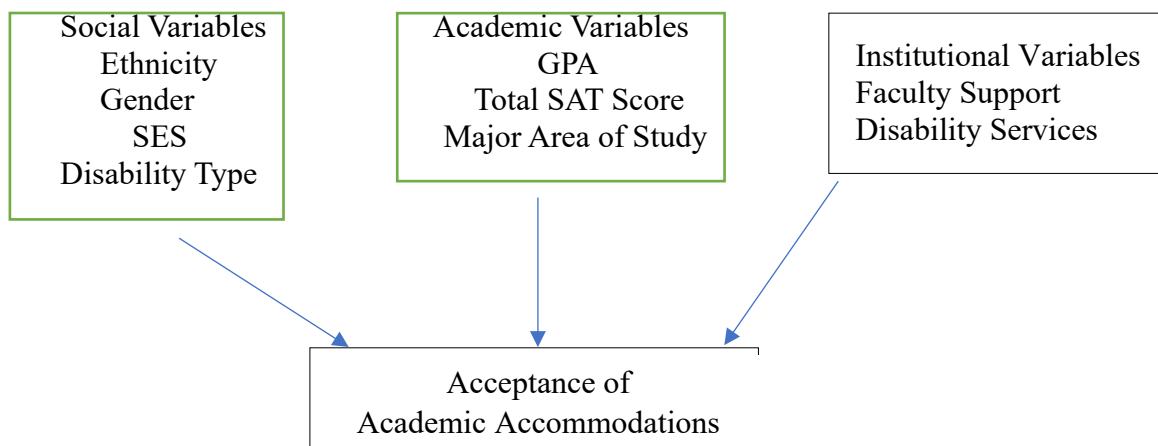 Social Variables
Ethnicity
Gender
SES
Disability Type
Academic Variables
GPA
Total SAT Score
Major Area of Study
Institutional Variables
Faculty Support
Disability Services
Acceptance of
Academic Accommodations